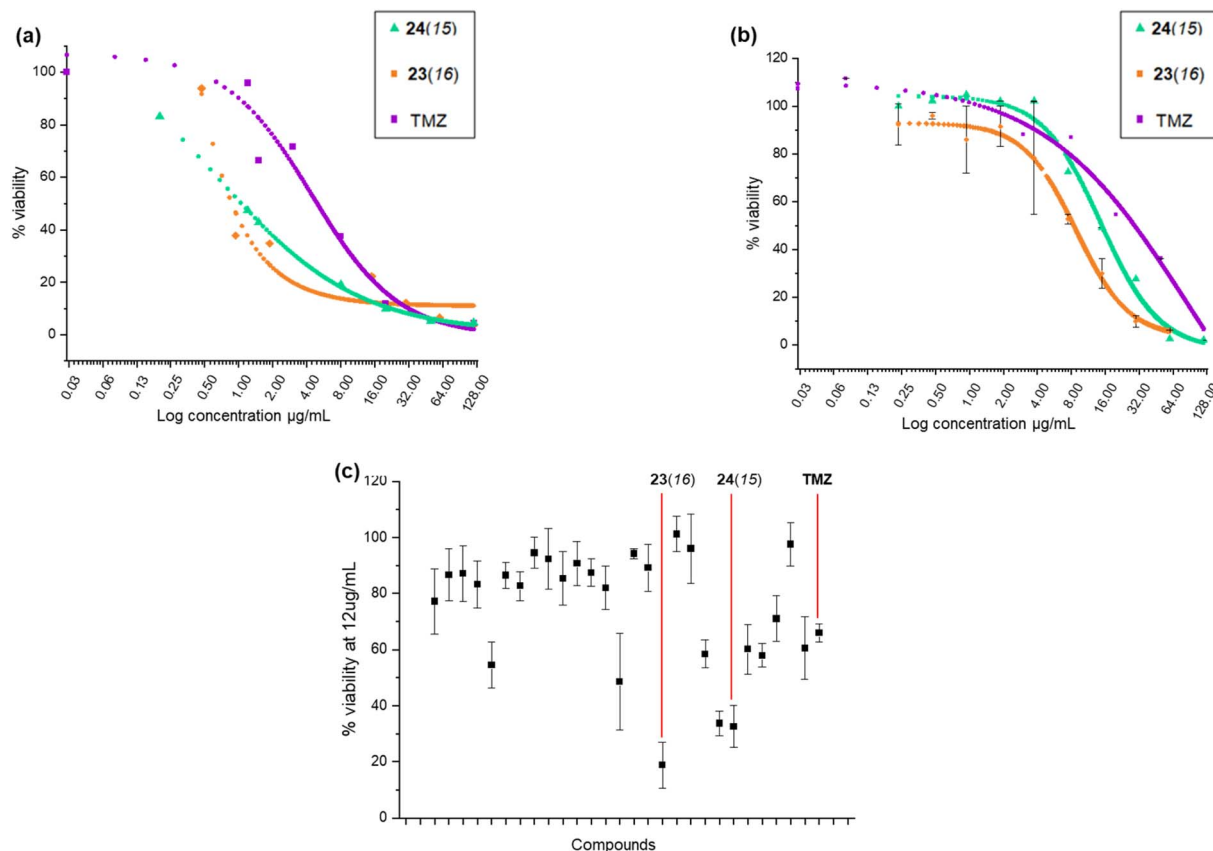 (a)
24(15)
23(16)
TMZ
% viability
100
80
60
40
20
0
0.03 0.06 0.13 0.25 0.50 1.00 2.00 4.00 8.00 16.00 32.00 64.00 128.00
Log concentration µg/mL
(b)
24(15)
23(16)
TMZ
% viability
120
100
80
60
40
20
0
0.03 0.06 0.13 0.25 0.50 1.00 2.00 4.00 8.00 16.00 32.00 64.00 128.00
Log concentration µg/mL
(c)
23(16) 24(15) TMZ
% viability at 12ug/mL
120
100
80
60
40
20
0
Compounds